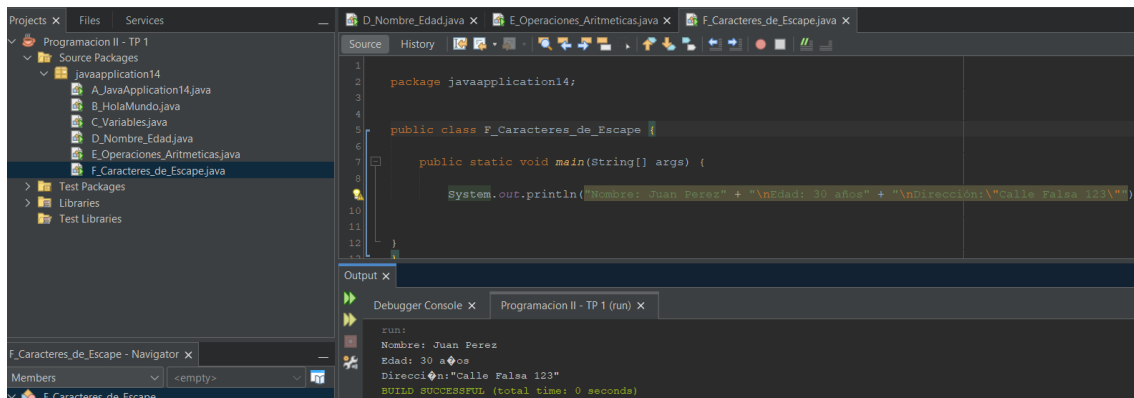 Projects Files Services
Programacion II - TP 1
Source Packages
javaapplication14
A_JavaApplication14.java
B_HolaMundo.java
C_Variables.java
D_Nombre_Edad.java
E_Operaciones_Aritmeticas.java
F_Caracteres_de_Escape.java
Test Packages
Libraries
Test Libraries
F_Caracteres_de_Escape - Navigator
Members <empty>
F_Caracteres_de_Escape
D_Nombre_Edad.java E_Operaciones_Aritmeticas.java F_Caracteres_de_Escape.java
Source History
1
2 package javaapplication14;
3
4
5 public class F_Caracteres_de_Escape {
6
7 public static void main(String[] args) {
8
System.out.println("Nombre: Juan Perez" + "\nEdad: 30 años" + "\nDirección:\"Calle Falsa 123\"")
10
11
12 }
13 }
Output
Debugger Console Programacion II - TP 1 (run)
run:
Nombre: Juan Perez
Edad: 30 a�os
Direcci�n:"Calle Falsa 123"
BUILD SUCCESSFUL (total time: 0 seconds)